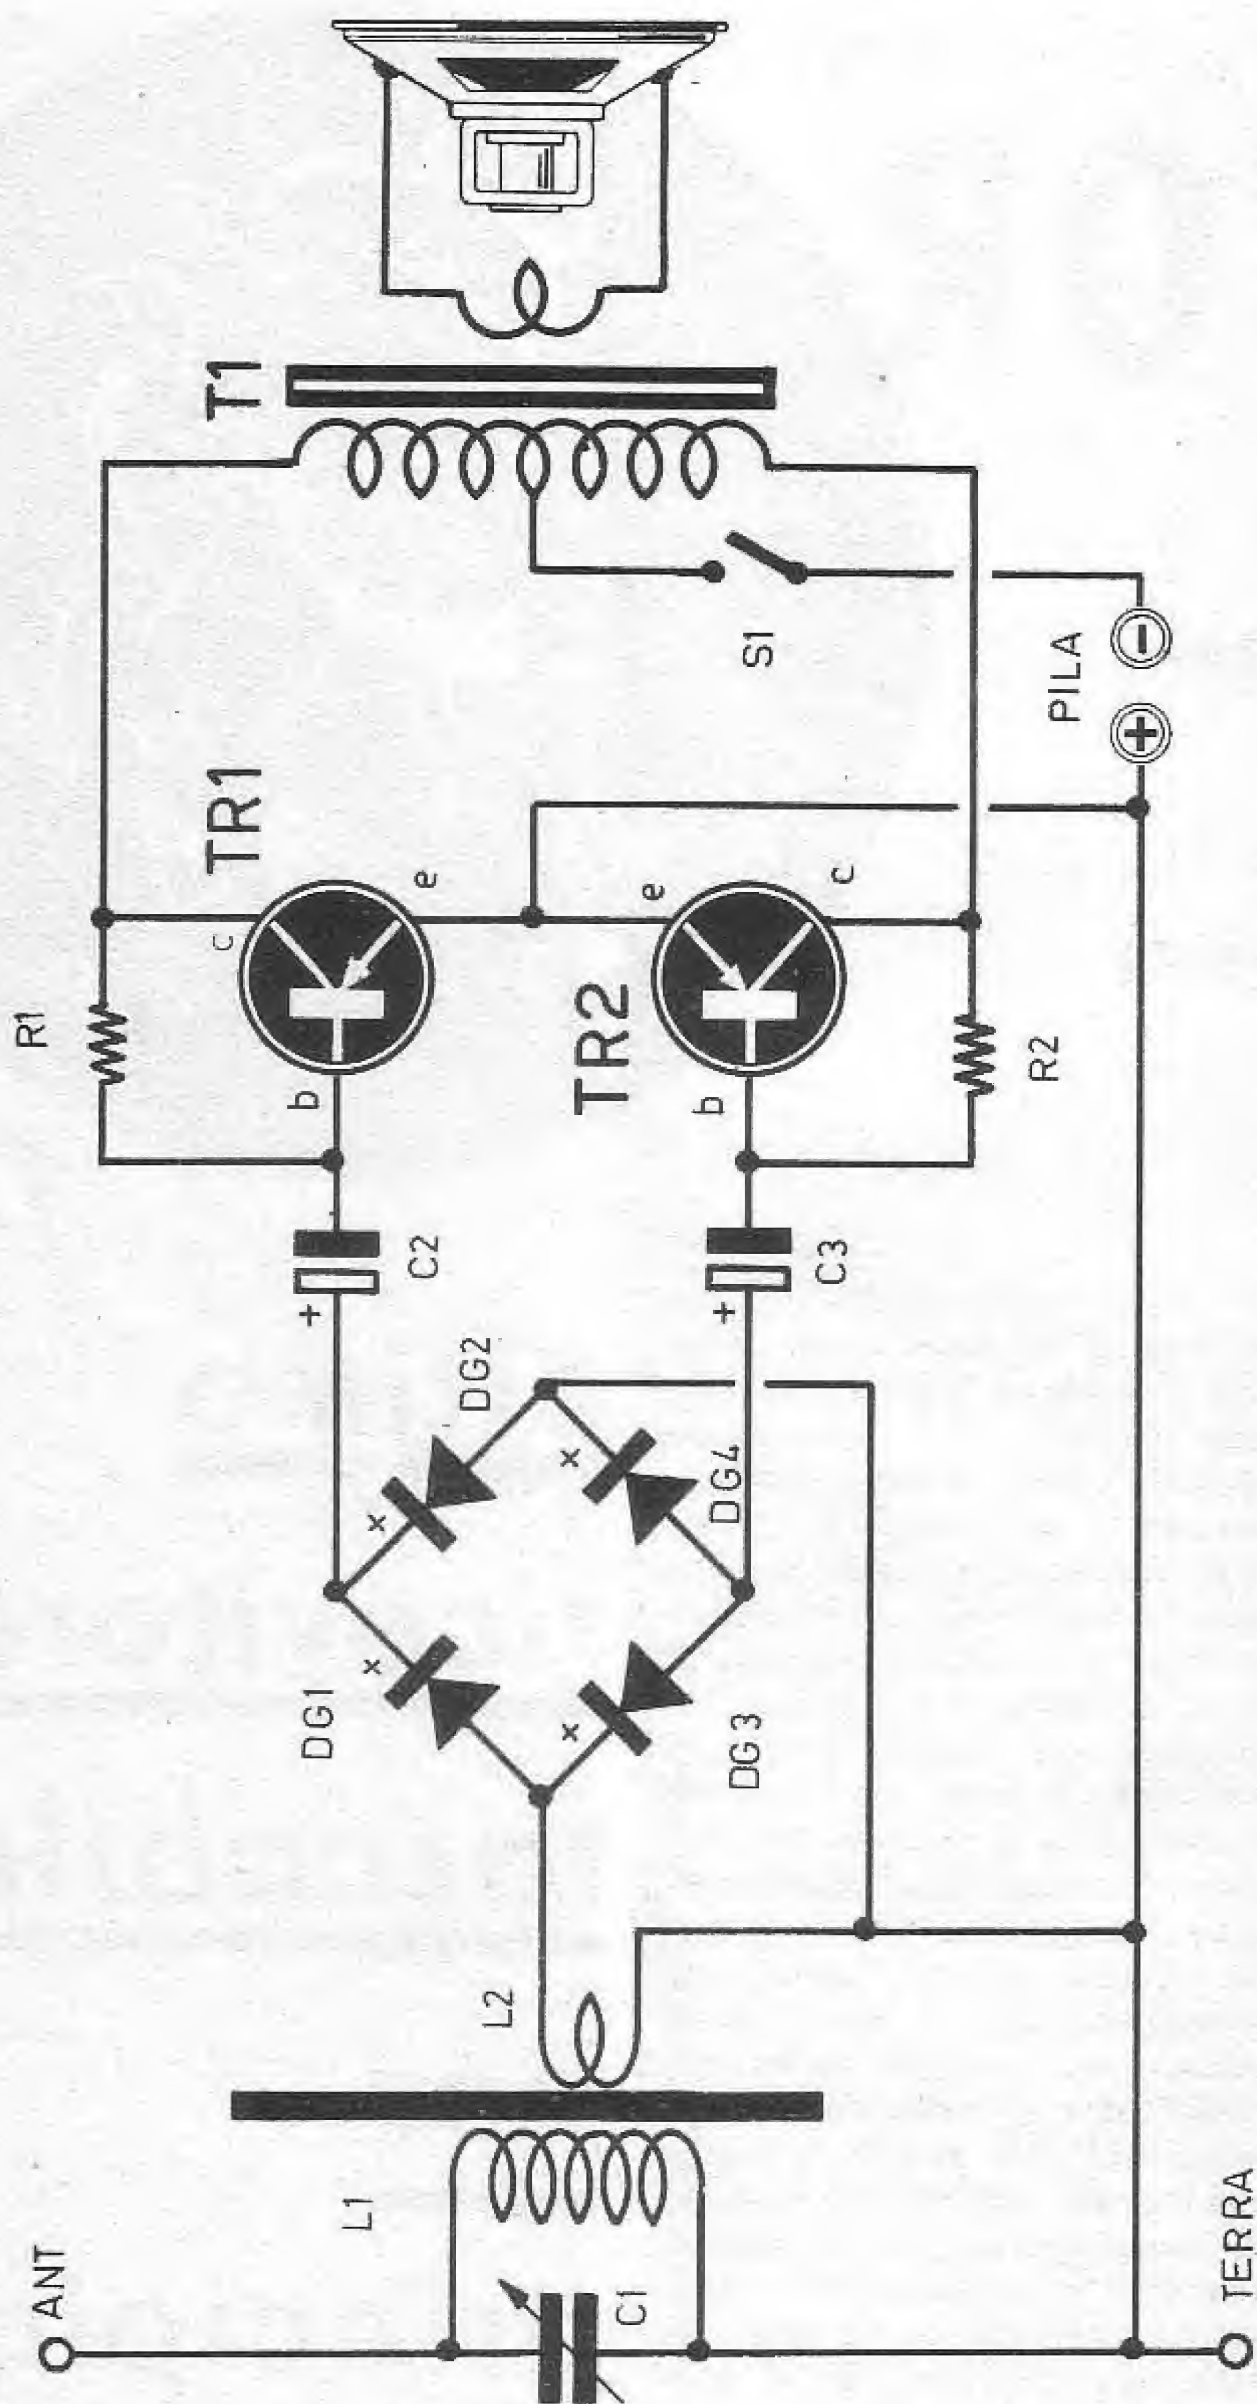 ANT
TERRA
C1
L1
L2
DG1
DG3
x
x
x
x
DG2
DG4
+
C2
+
C3
R1
b
c
e
TR1
TR2
b
e
c
R2
+
PILA
-
S1
T1